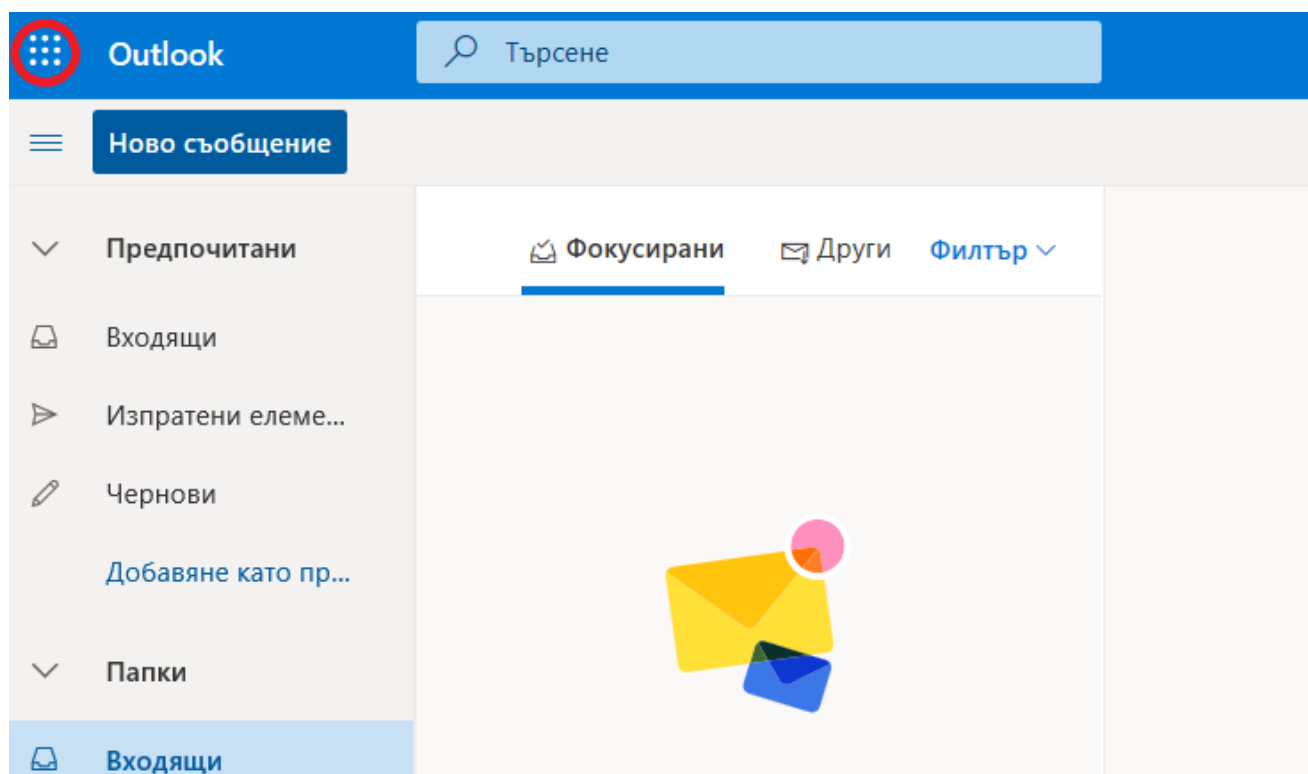 Outlook
Търсене
Ново съобщение
Предпочитани
Входящи
Изпратени елеме...
Чернови
Добавяне като пр...
Папки
Входящи
Фокусирани Други Филтър